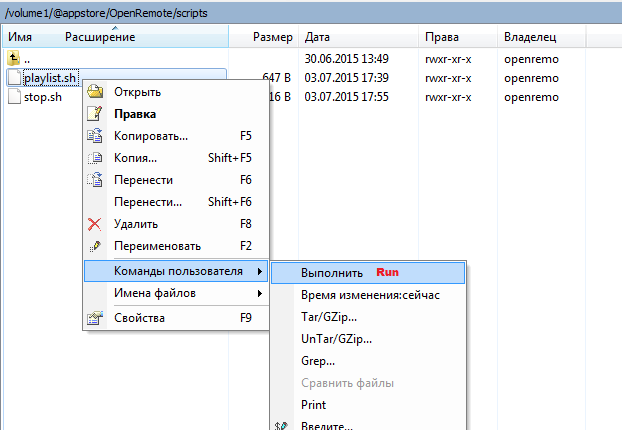 /volume1/@appstore/OpenRemote/scripts
Имя Расширение Размер Дата Права Владелец
.. 30.06.2015 13:49 rwxr-xr-x openremo
playlist.sh 647 B 03.07.2015 17:39 rwxr-xr-x openremo
stop.sh 16 B 03.07.2015 17:55 rwxr-xr-x openremo
Открыть
Правка
Копировать... F5
Копия... Shift+F5
Перенести F6
Перенести... Shift+F6
Удалить F8
Переименовать F2
Команды пользователя
Имена файлов
Свойства F9
Выполнить Run
Время изменения:сейчас
Tar/GZip...
UnTar/GZip...
Grep...
Сравнить файлы
Print
Введите...